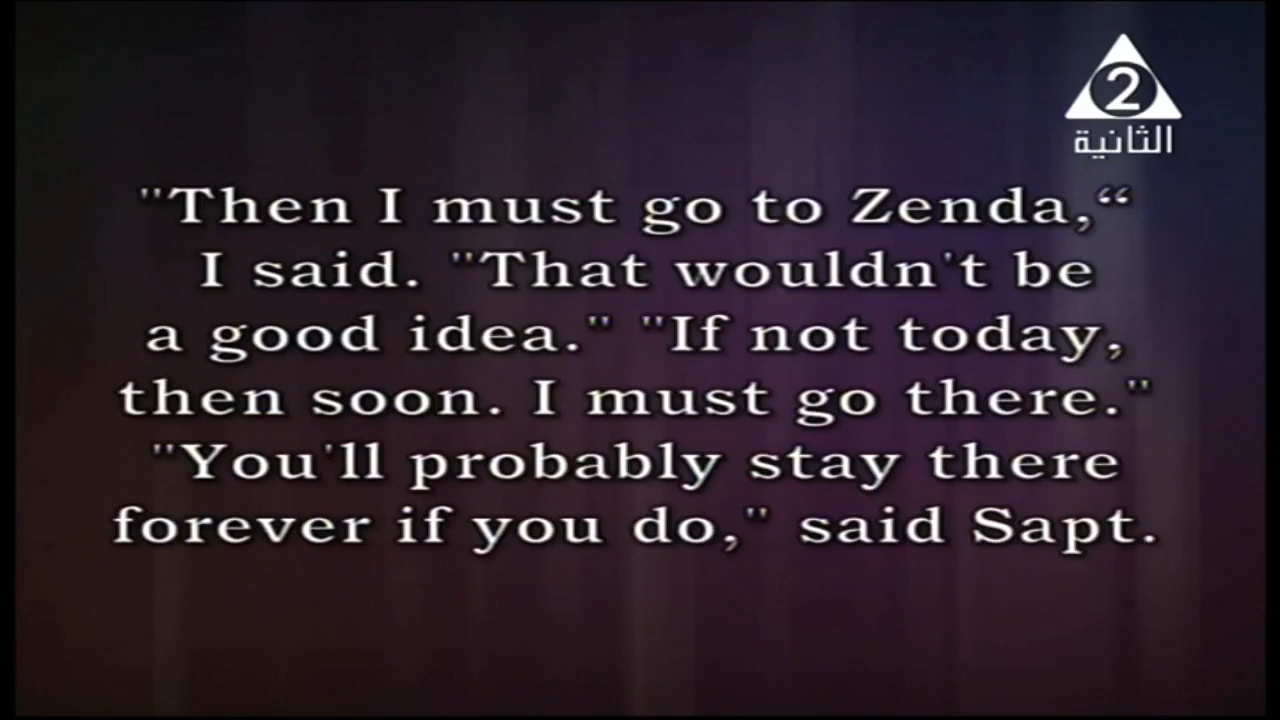 2
الثانية
"Then I must go to Zenda,“
I said. "That wouldn't be
a good idea." "If not today,
then soon. I must go there."
"You'll probably stay there
forever if you do," said Sapt.